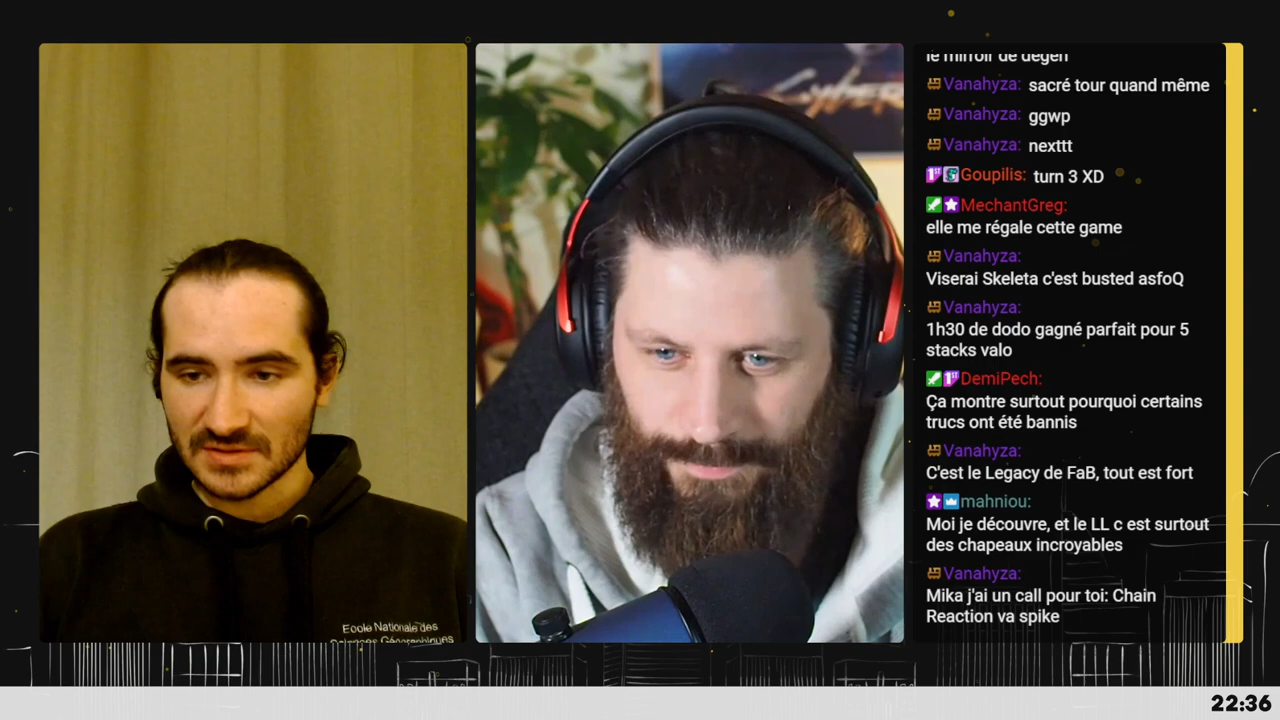 le miroir de degen
Vanahyza: sacré tour quand même
Vanahyza: ggwp
Vanahyza: nexttt
Goupilis: turn 3 XD
MechantGreg:
elle me régale cette game
Vanahyza:
Viserai Skeleta c'est busted asfoQ
Vanahyza:
1h30 de dodo gagné parfait pour 5
stacks valo
DemiPech:
Ça montre surtout pourquoi certains
trucs ont été bannis
Vanahyza:
C'est le Legacy de FaB, tout est fort
mahniou:
Moi je découvre, et le LL c est surtout
des chapeaux incroyables
Vanahyza:
Mika j'ai un call pour toi: Chain
Reaction va spike
Ecole Nationale des
Sciences Géographiques
22:36